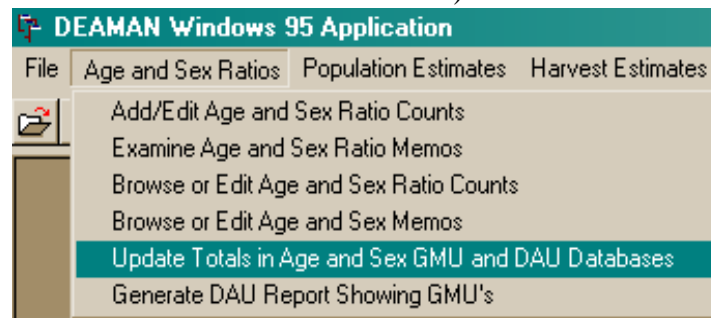 DEAMAN Windows 95 Application
File Age and Sex Ratios Population Estimates Harvest Estimates
Add/Edit Age and Sex Ratio Counts
Examine Age and Sex Ratio Memos
Browse or Edit Age and Sex Ratio Counts
Browse or Edit Age and Sex Memos
Update Totals in Age and Sex GMU and DAU Databases
Generate DAU Report Showing GMU's